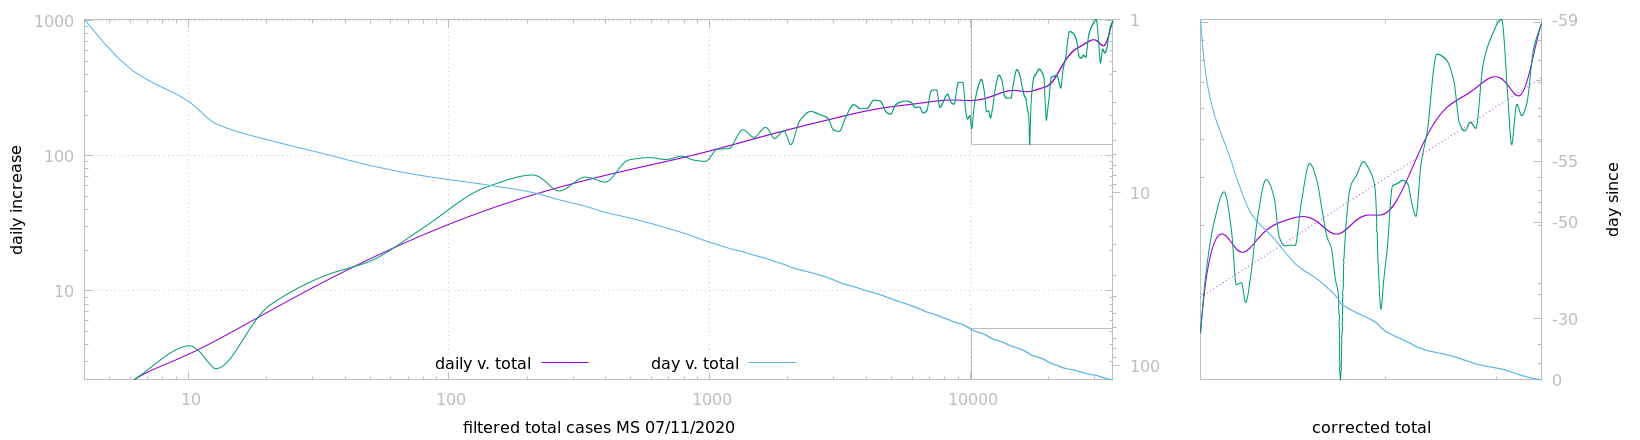 1000
100
10
daily increase
10
100
1000
10000
filtered total cases MS 07/11/2020
daily v. total
day v. total
1
10
100
-59
-55
-50
-30
0
day since
corrected total